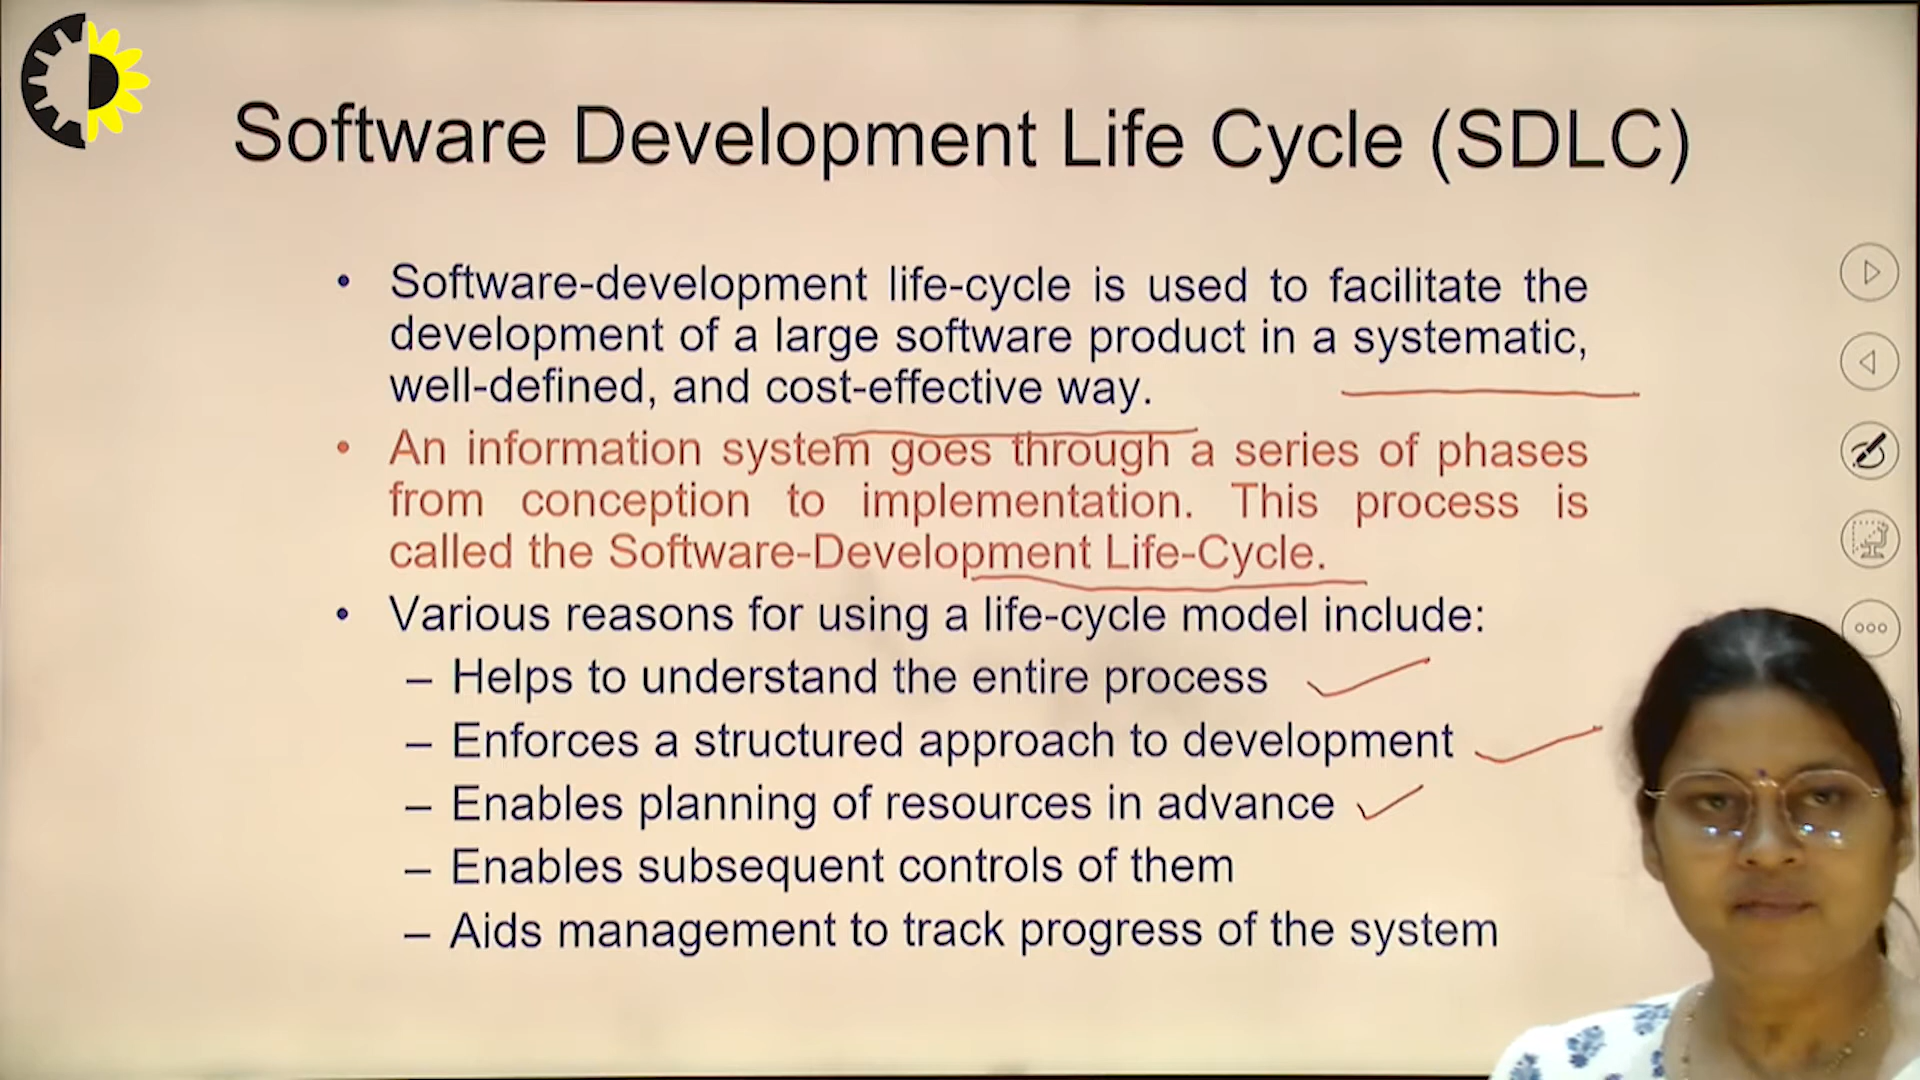 Software Development Life Cycle (SDLC)
• Software-development life-cycle is used to facilitate the
development of a large software product in a systematic,
well-defined, and cost-effective way.
• An information system goes through a series of phases
from conception to implementation. This process is
called the Software-Development Life-Cycle.
• Various reasons for using a life-cycle model include:
– Helps to understand the entire process
– Enforces a structured approach to development
– Enables planning of resources in advance
– Enables subsequent controls of them
– Aids management to track progress of the system